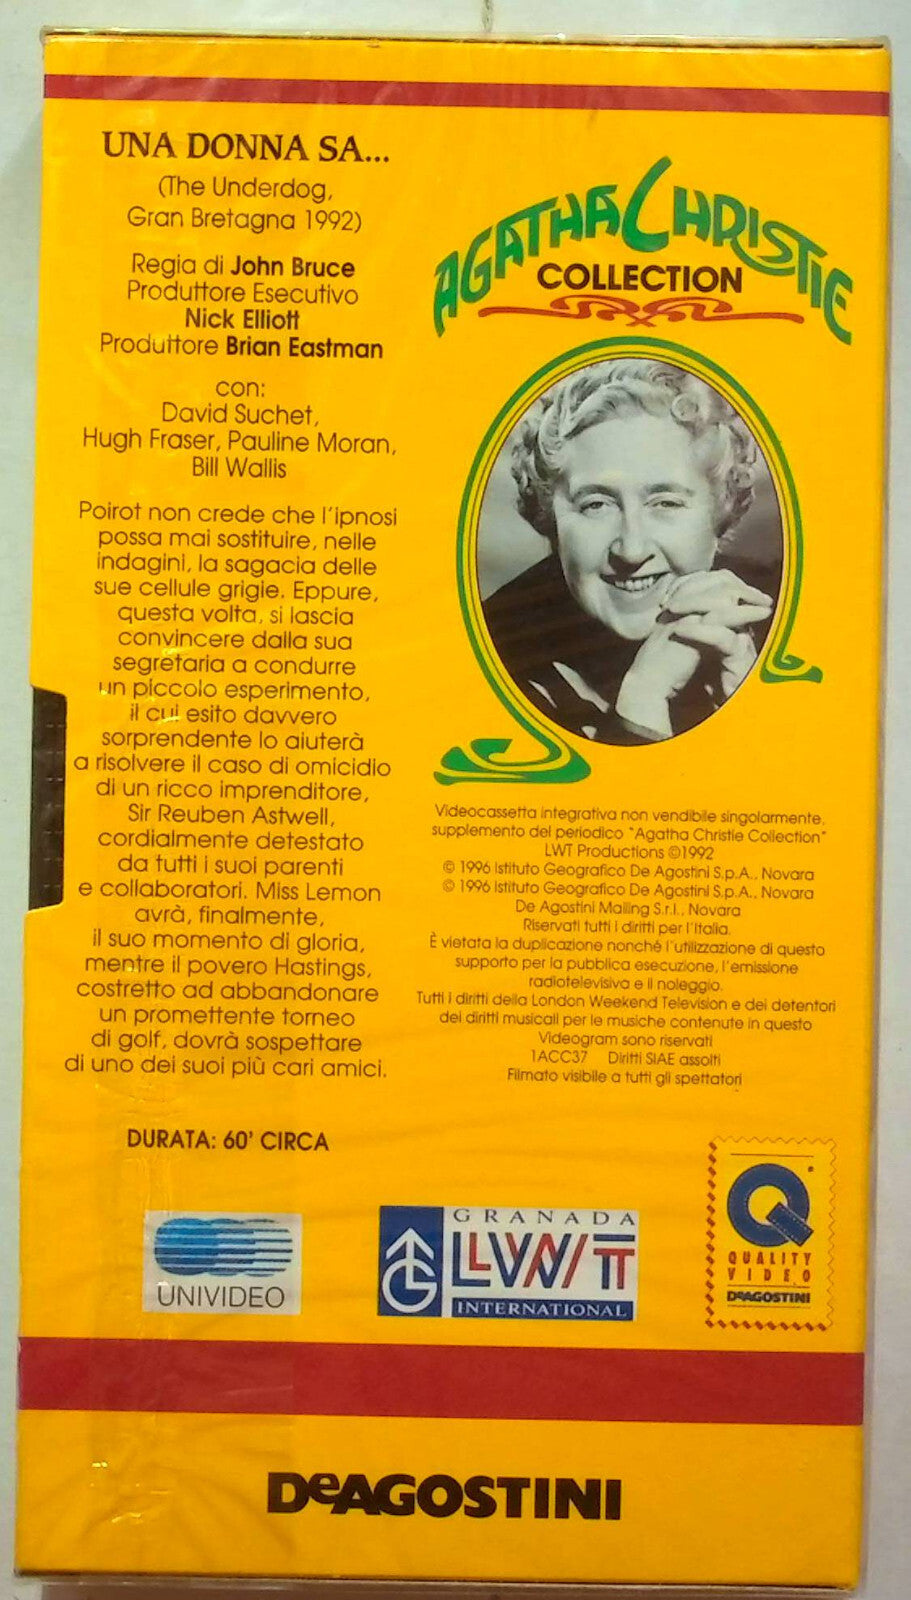 UNA DONNA SA...
(The Underdog,
Gran Bretagna 1992)
Regia di John Bruce
Produttore Esecutivo
Nick Elliott
Produttore Brian Eastman
con:
David Suchet,
Hugh Fraser, Pauline Moran,
Bill Wallis
Poirot non crede che l'ipnosi
possa mai sostituire, nelle
indagini, la sagacia delle
sue cellule grigie. Eppure,
questa volta, si lascia
convincere dalla sua
segretaria a condurre
un piccolo esperimento,
il cui esito davvero
sorprendente lo aiuterà
a risolvere il caso di omicidio
di un ricco imprenditore,
Sir Reuben Astwell,
cordialmente detestato
da tutti i suoi parenti
e collaboratori. Miss Lemon
avrà, finalmente,
il suo momento di gloria,
mentre il povero Hastings,
costretto ad abbandonare
un promettente torneo
di golf, dovrà sospettare
di uno dei suoi più cari amici.
DURATA: 60' CIRCA
AGATHA CHRISTIE
COLLECTION
Videocassetta integrativa non vendibile singolarmente,
supplemento del periodico "Agatha Christie Collection"
LWT Productions ©1992
© 1996 Istituto Geografico De Agostini S.p.A., Novara
© 1996 Istituto Geografico De Agostini S.p.A., Novara
De Agostini Mailing S.r.l., Novara
Riservati tutti i diritti per l'Italia.
È vietata la duplicazione nonché l'utilizzazione di questo
supporto per la pubblica esecuzione, l'emissione
radiotelevisiva e il noleggio.
Tutti i diritti della London Weekend Television e dei detentori
dei diritti musicali per le musiche contenute in questo
Videogram sono riservati
1ACC37 Diritti SIAE assolti
Filmato visibile a tutti gli spettatori
UNIVIDEO
GRANADA
LWT
INTERNATIONAL
Q
QUALITY
VIDEO
DeAGOSTINI
DeAGOSTINI